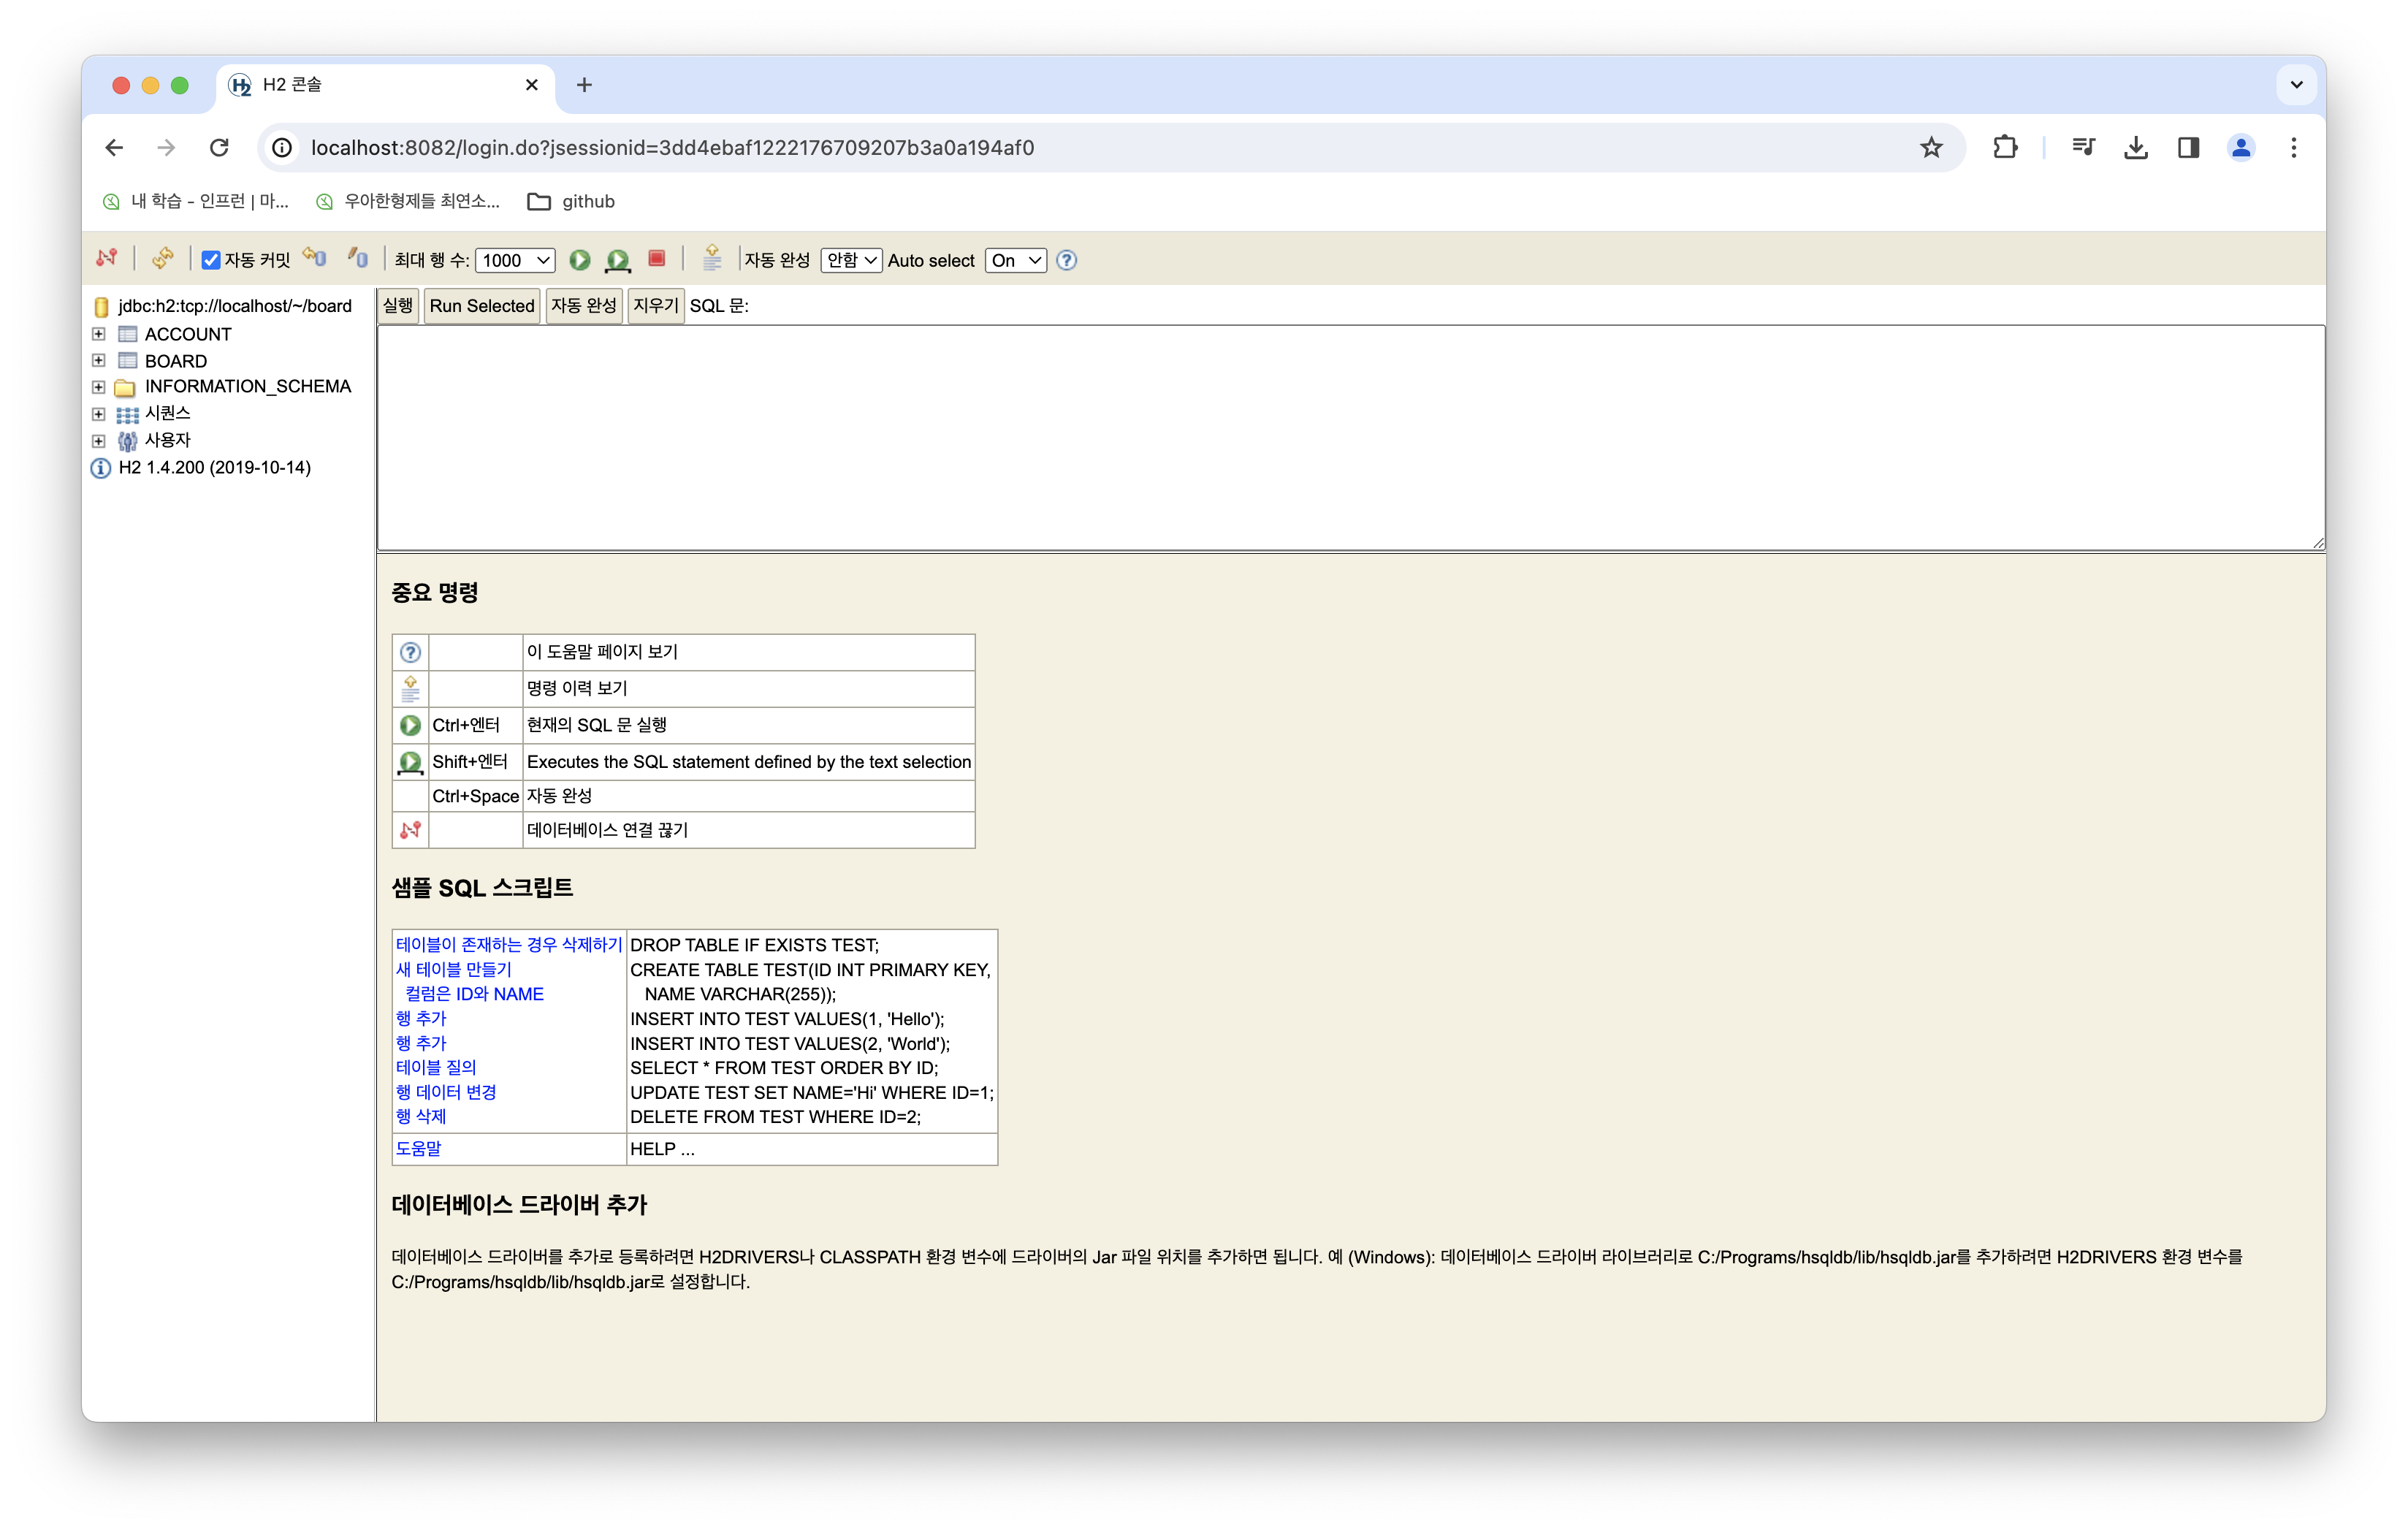 H2 콘솔
localhost:8082/login.do?jsessionid=3dd4ebaf1222176709207b3a0a194af0
내 학습 - 인프런 | 마... 우아한형제들 최연소... github
자동 커밋 최대 행 수: 1000 자동 완성 안함 Auto select On
jdbc:h2:tcp://localhost/~/board
ACCOUNT
BOARD
INFORMATION_SCHEMA
시퀀스
사용자
H2 1.4.200 (2019-10-14)
실행 Run Selected 자동 완성 지우기 SQL 문:
중요 명령
이 도움말 페이지 보기
명령 이력 보기
Ctrl+엔터 현재의 SQL 문 실행
Shift+엔터 Executes the SQL statement defined by the text selection
Ctrl+Space 자동 완성
데이터베이스 연결 끊기
샘플 SQL 스크립트
테이블이 존재하는 경우 삭제하기 DROP TABLE IF EXISTS TEST;
새 테이블 만들기 CREATE TABLE TEST(ID INT PRIMARY KEY,
컬럼은 ID와 NAME NAME VARCHAR(255));
행 추가 INSERT INTO TEST VALUES(1, 'Hello');
행 추가 INSERT INTO TEST VALUES(2, 'World');
테이블 질의 SELECT * FROM TEST ORDER BY ID;
행 데이터 변경 UPDATE TEST SET NAME='Hi' WHERE ID=1;
행 삭제 DELETE FROM TEST WHERE ID=2;
도움말 HELP ...
데이터베이스 드라이버 추가
데이터베이스 드라이버를 추가로 등록하려면 H2DRIVERS나 CLASSPATH 환경 변수에 드라이버의 Jar 파일 위치를 추가하면 됩니다. 예 (Windows): 데이터베이스 드라이버 라이브러리로 C:/Programs/hsqldb/lib/hsqldb.jar를 추가하려면 H2DRIVERS 환경 변수를
C:/Programs/hsqldb/lib/hsqldb.jar로 설정합니다.